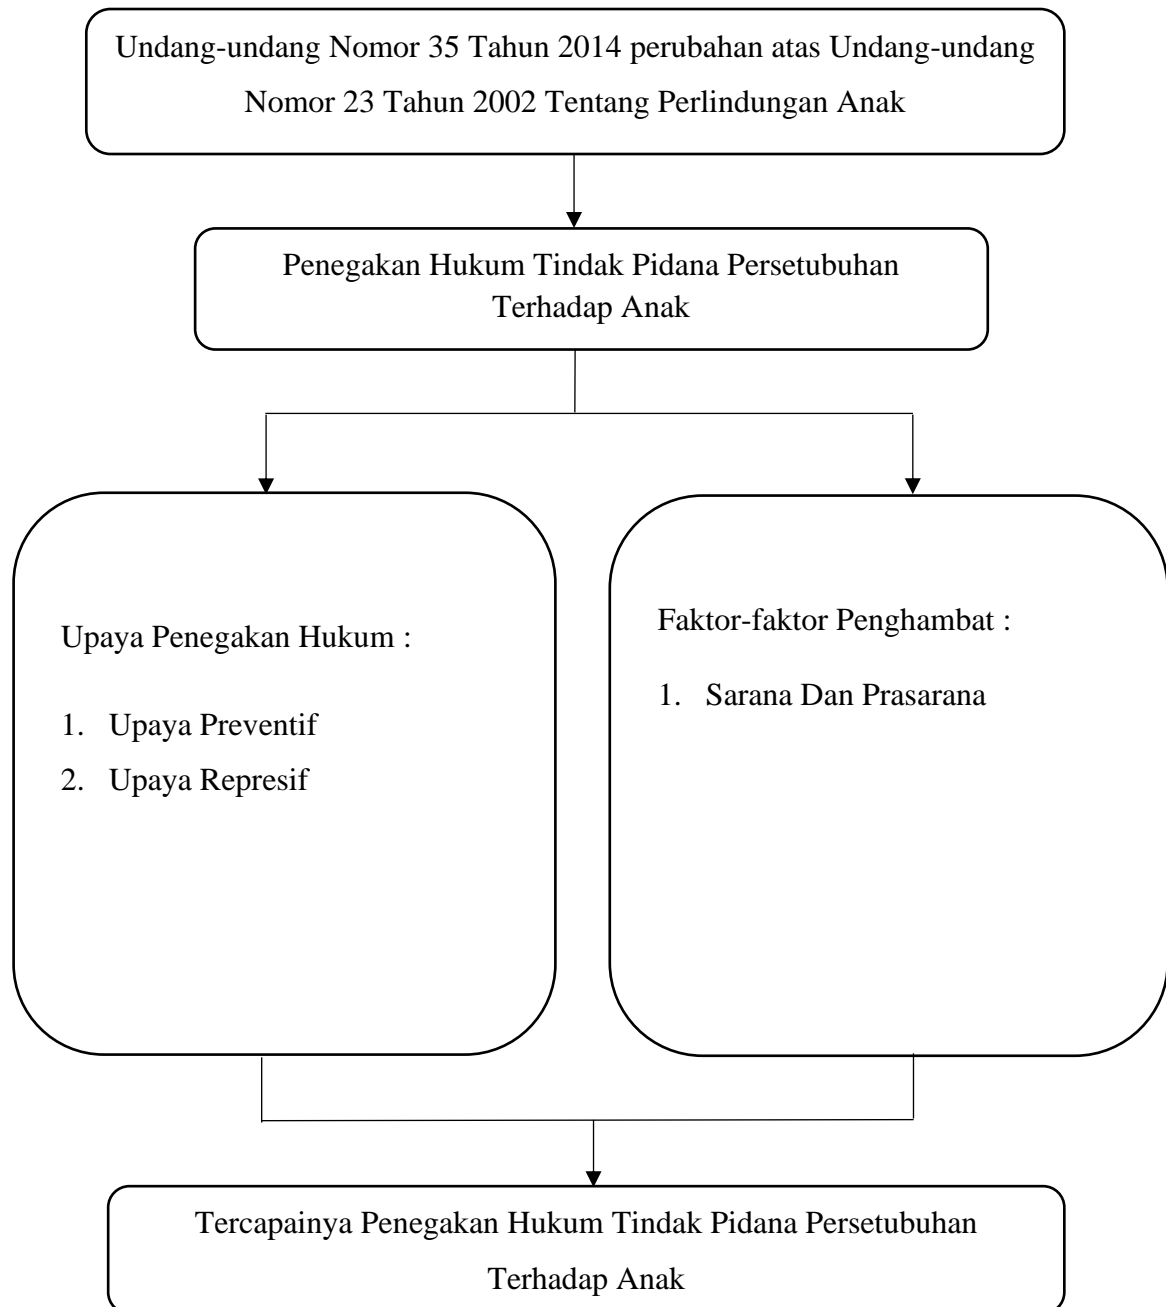 Undang-undang Nomor 35 Tahun 2014 perubahan atas Undang-undang
Nomor 23 Tahun 2002 Tentang Perlindungan Anak
Penegakan Hukum Tindak Pidana Persetubuhan
Terhadap Anak
Upaya Penegakan Hukum :
1. Upaya Preventif
2. Upaya Represif
Faktor-faktor Penghambat :
1. Sarana Dan Prasarana
Tercapainya Penegakan Hukum Tindak Pidana Persetubuhan
Terhadap Anak